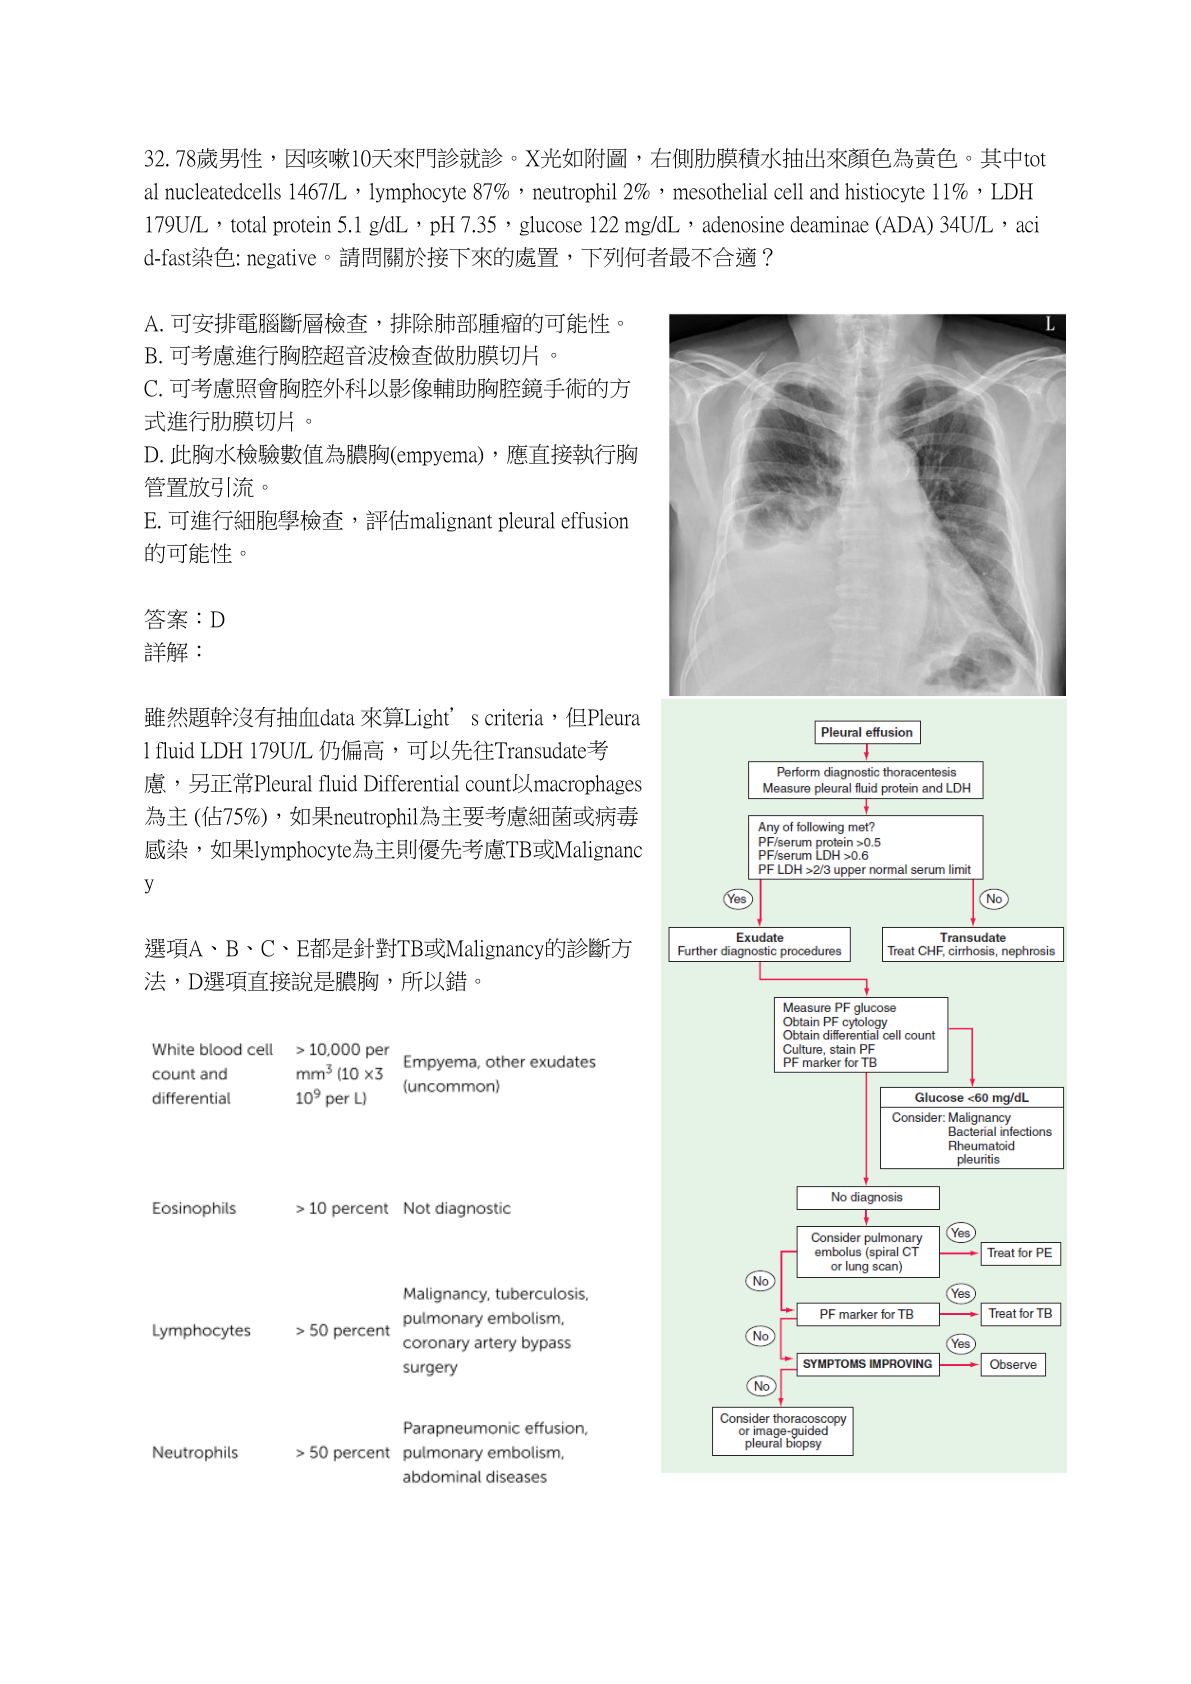 32. 78歲男性，因咳嗽10天來門診就診。X光如附圖，右側肋膜積水抽出來顏色為黃色。其中tot
al nucleatedcells 1467/L，lymphocyte 87%，neutrophil 2%，mesothelial cell and histiocyte 11%，LDH
179U/L，total protein 5.1 g/dL，pH 7.35，glucose 122 mg/dL，adenosine deaminae (ADA) 34U/L，aci
d-fast染色: negative。請問關於接下來的處置，下列何者最不合適？
A. 可安排電腦斷層檢查，排除肺部腫瘤的可能性。
B. 可考慮進行胸腔超音波檢查做肋膜切片。
C. 可考慮照會胸腔外科以影像輔助胸腔鏡手術的方
式進行肋膜切片。
D. 此胸水檢驗數值為膿胸(empyema)，應直接執行胸
管置放引流。
E. 可進行細胞學檢查，評估malignant pleural effusion
的可能性。
L
答案：D
詳解：
雖然題幹沒有抽血data 來算Light’s criteria，但Pleura
l fluid LDH 179U/L 仍偏高，可以先往Transudate考
慮，另正常Pleural fluid Differential count以macrophages
為主 (佔75%)，如果neutrophil為主要考慮細菌或病毒
感染，如果lymphocyte為主則優先考慮TB或Malignanc
y
選項A、B、C、E都是針對TB或Malignancy的診斷方
法，D選項直接說是膿胸，所以錯。
White blood cell > 10,000 per Empyema, other exudates
count and mm³ (10 ×3 (uncommon)
differential 10⁹ per L)
Eosinophils > 10 percent Not diagnostic
Malignancy, tuberculosis,
Lymphocytes > 50 percent pulmonary embolism,
coronary artery bypass
surgery
Parapneumonic effusion,
Neutrophils > 50 percent pulmonary embolism,
abdominal diseases
Pleural effusion
Perform diagnostic thoracentesis
Measure pleural fluid protein and LDH
Any of following met?
PF/serum protein >0.5
PF/serum LDH >0.6
PF LDH >2/3 upper normal serum limit
Yes
No
Exudate
Further diagnostic procedures
Transudate
Treat CHF, cirrhosis, nephrosis
Measure PF glucose
Obtain PF cytology
Obtain differential cell count
Culture, stain PF
PF marker for TB
Glucose <60 mg/dL
Consider: Malignancy
Bacterial infections
Rheumatoid
pleuritis
No diagnosis
Consider pulmonary
embolus (spiral CT
or lung scan)
Yes
Treat for PE
No
PF marker for TB
Yes
Treat for TB
No
SYMPTOMS IMPROVING
Yes
Observe
No
Consider thoracoscopy
or image-guided
pleural biopsy